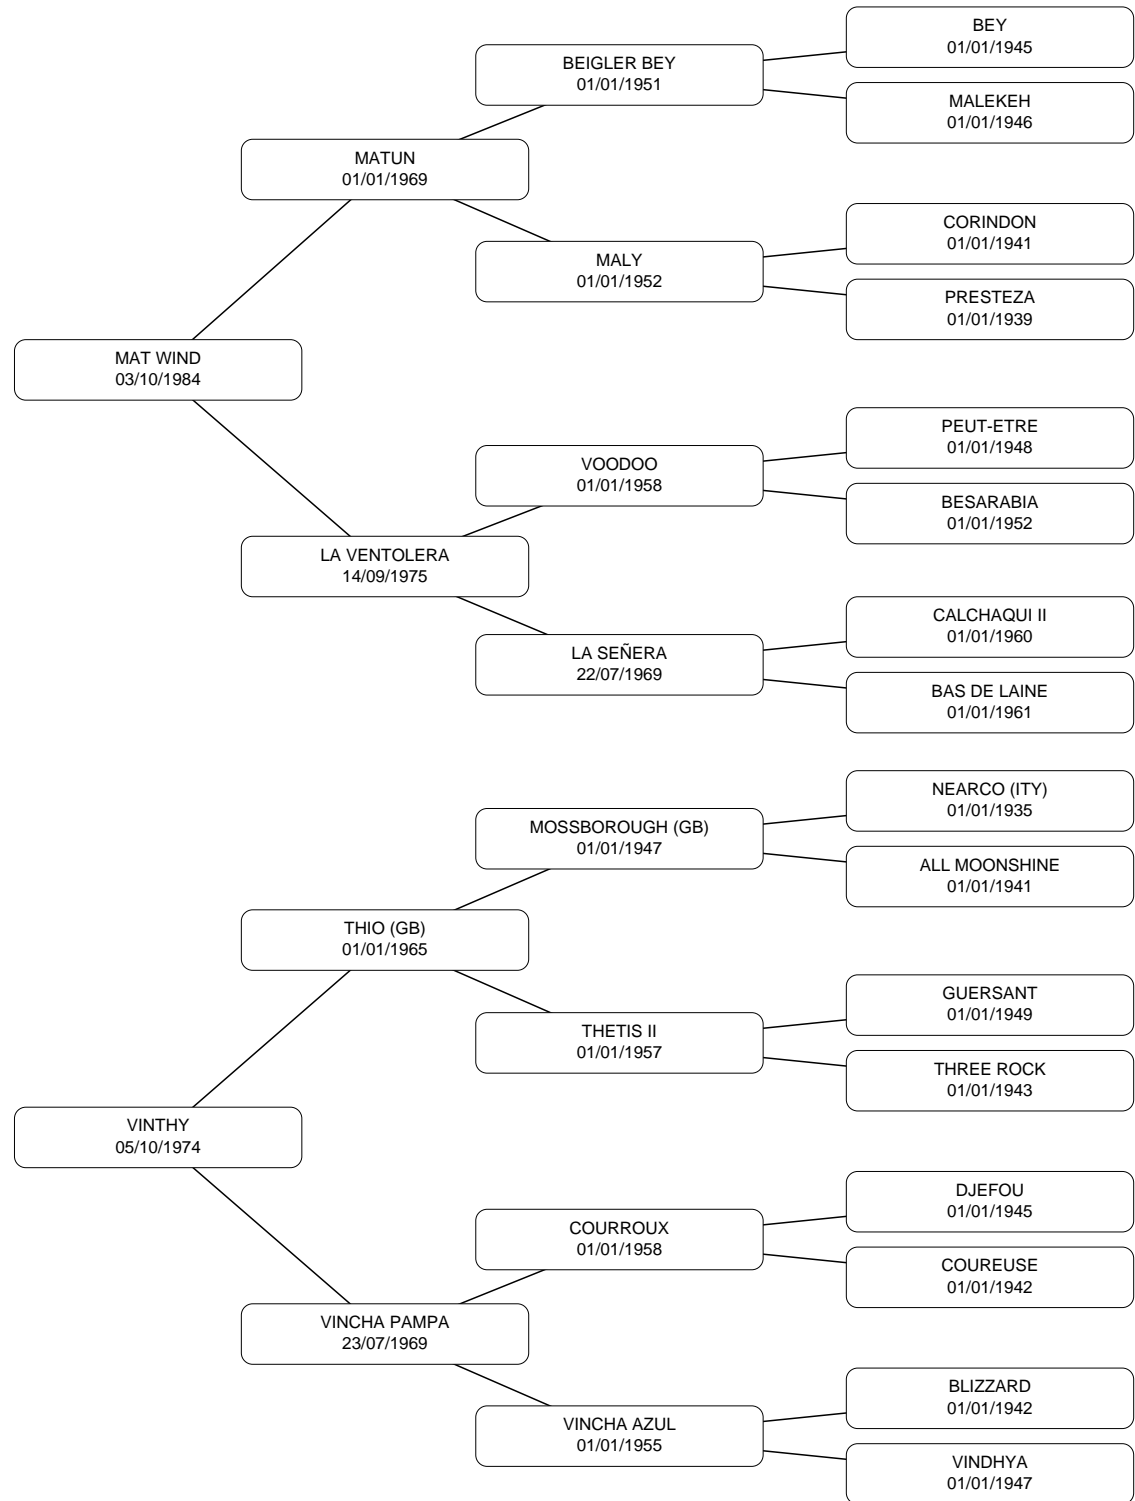 BEY
01/01/1945
BEIGLER BEY
01/01/1951
MALEKEH
01/01/1946
MATUN
01/01/1969
CORINDON
01/01/1941
MALY
01/01/1952
PRESTEZA
01/01/1939
MAT WIND
03/10/1984
PEUT-ETRE
01/01/1948
VOODOO
01/01/1958
BESARABIA
01/01/1952
LA VENTOLERA
14/09/1975
CALCHAQUI II
01/01/1960
LA SEÑERA
22/07/1969
BAS DE LAINE
01/01/1961
NEARCO (ITY)
01/01/1935
MOSSBOROUGH (GB)
01/01/1947
ALL MOONSHINE
01/01/1941
THIO (GB)
01/01/1965
GUERSANT
01/01/1949
THETIS II
01/01/1957
THREE ROCK
01/01/1943
VINTHY
05/10/1974
DJEFOU
01/01/1945
COURROUX
01/01/1958
COUREUSE
01/01/1942
VINCHA PAMPA
23/07/1969
BLIZZARD
01/01/1942
VINCHA AZUL
01/01/1955
VINDHYA
01/01/1947